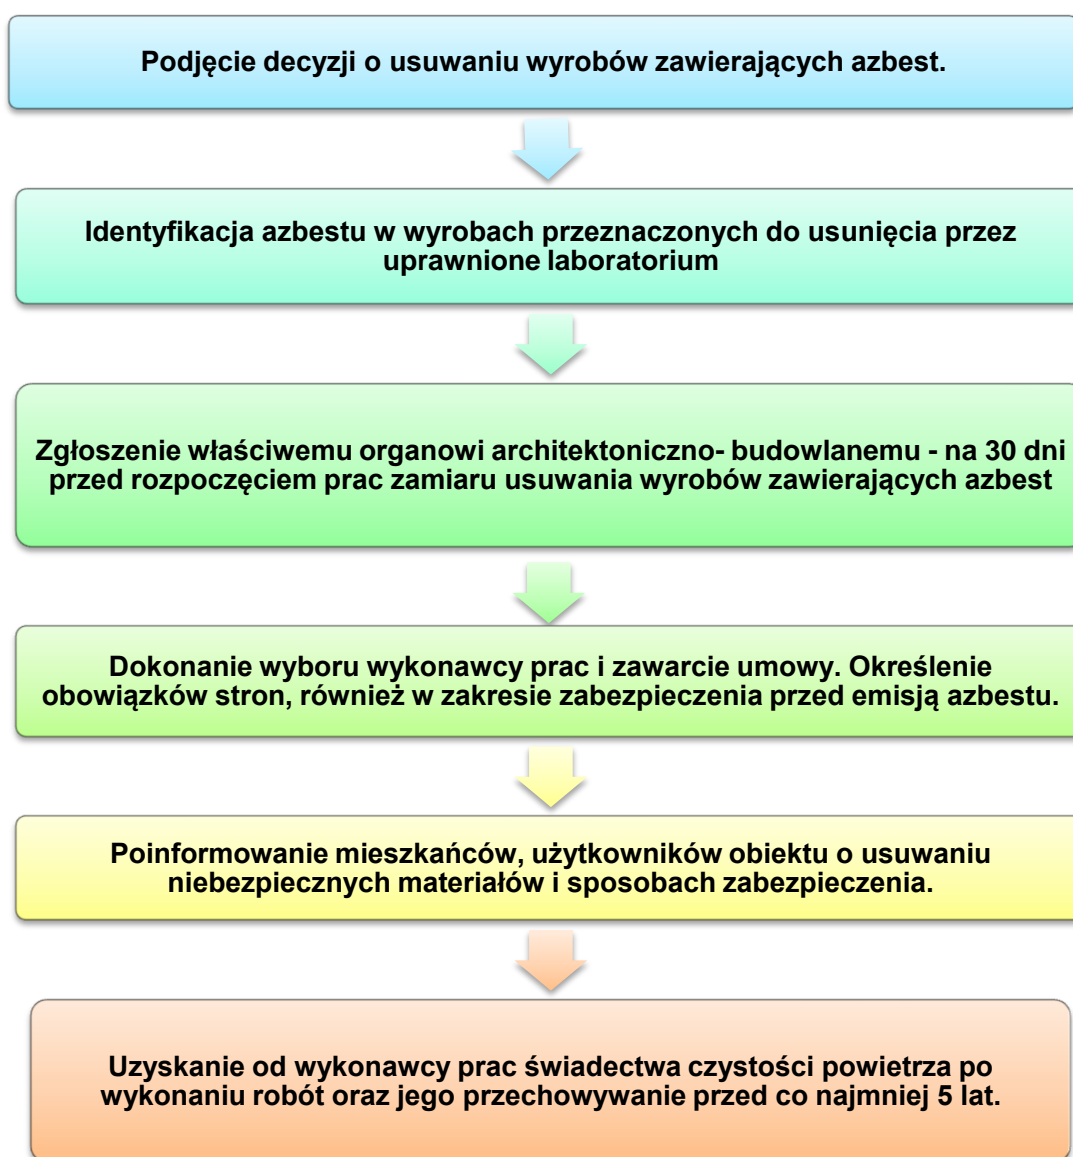 Podjęcie decyzji o usuwaniu wyrobów zawierających azbest.
Identyfikacja azbestu w wyrobach przeznaczonych do usunięcia przez
uprawnione laboratorium
Zgłoszenie właściwemu organowi architektoniczno- budowlanemu - na 30 dni
przed rozpoczęciem prac zamiaru usuwania wyrobów zawierających azbest
Dokonanie wyboru wykonawcy prac i zawarcie umowy. Określenie
obowiązków stron, również w zakresie zabezpieczenia przed emisją azbestu.
Poinformowanie mieszkańców, użytkowników obiektu o usuwaniu
niebezpiecznych materiałów i sposobach zabezpieczenia.
Uzyskanie od wykonawcy prac świadectwa czystości powietrza po
wykonaniu robót oraz jego przechowywanie przed co najmniej 5 lat.